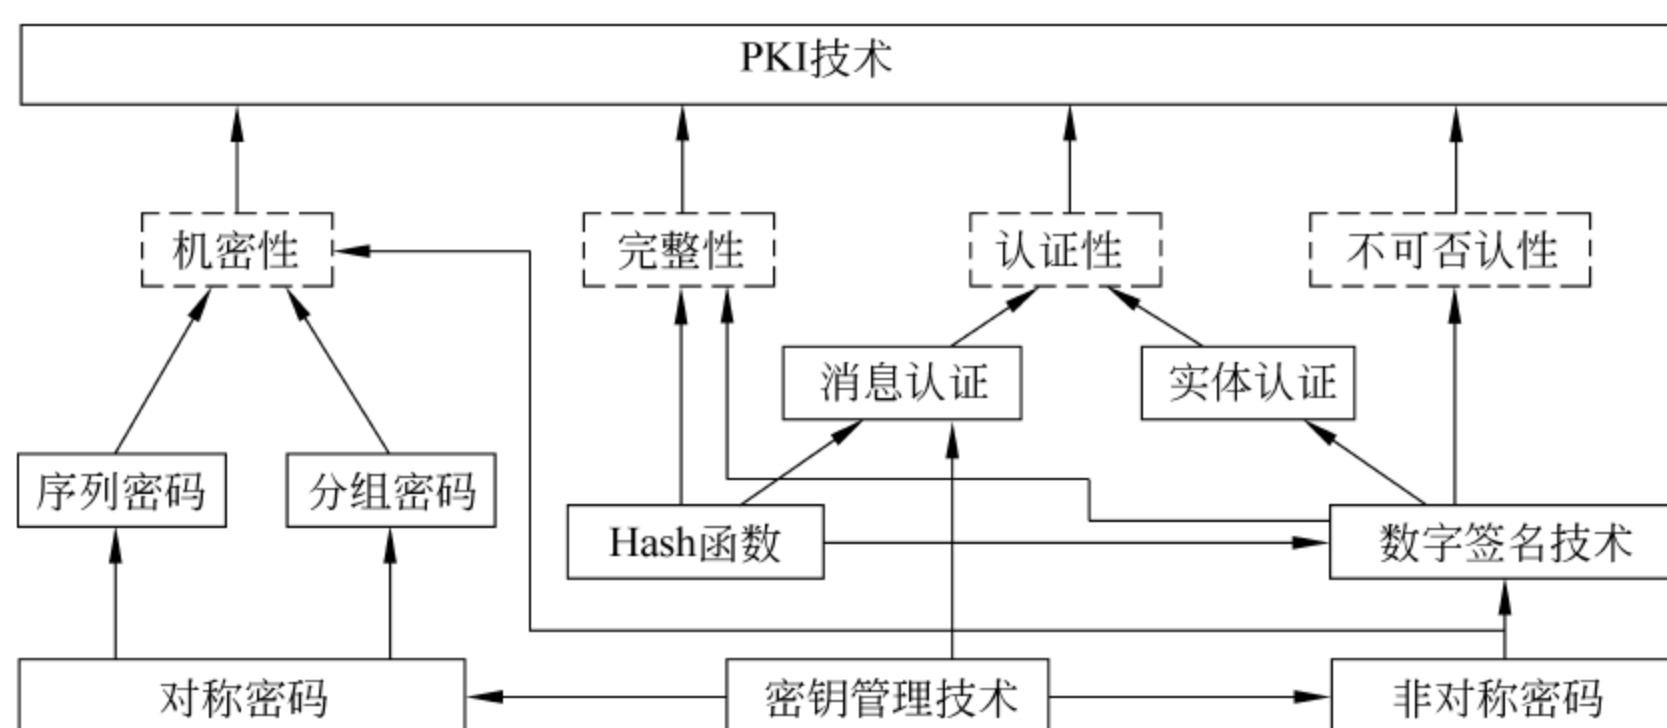 PKI技术
机密性
完整性
认证性
不可否认性
消息认证
实体认证
序列密码
分组密码
Hash函数
数字签名技术
对称密码
密钥管理技术
非对称密码